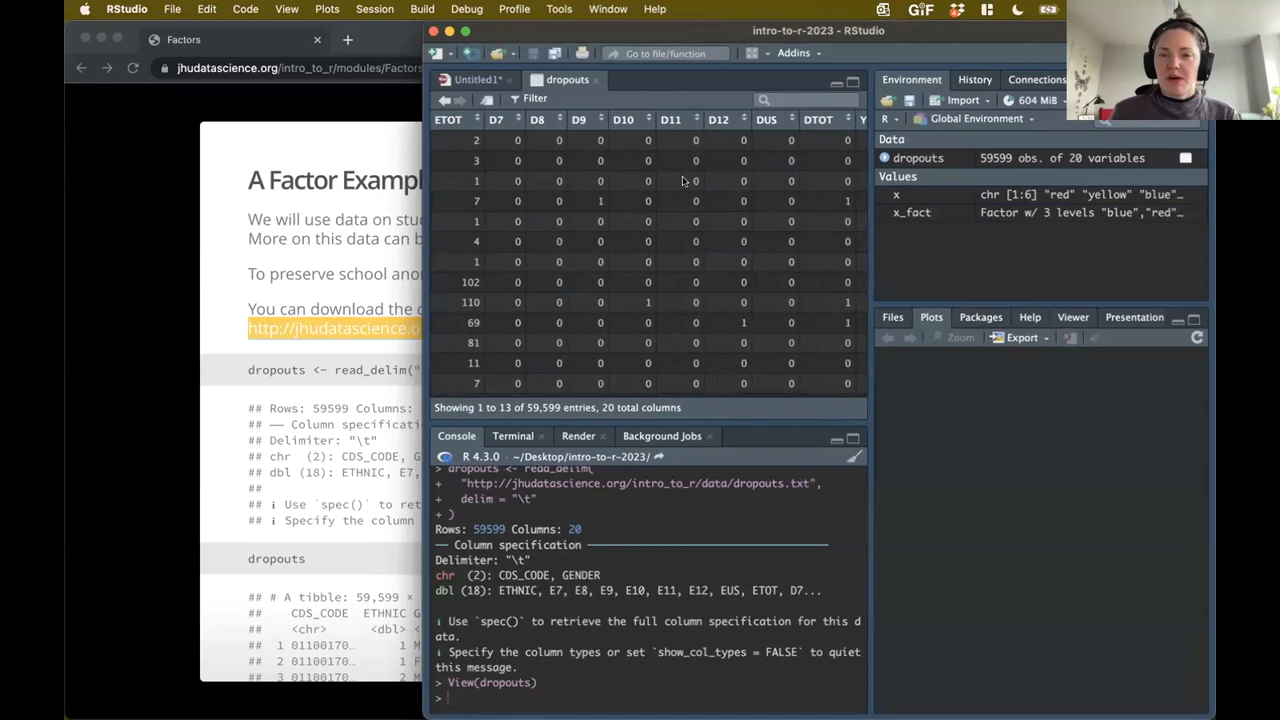 RStudio File Edit Code View Plots Session Build Debug Profile Tools Window Help GiF
Factors
jhudatascience.org/intro_to_r/modules/Factors
A Factor Exampl
We will use data on stu
More on this data can b
To preserve school anon
You can download the d
http://jhudatascience.o
dropouts <- read_delim("
## Rows: 59599 Columns:
## —— Column specificati
## Delimiter: "\t"
## chr (2): CDS_CODE, GE
## dbl (18): ETHNIC, E7,
##
## ℹ Use `spec()` to ret
## ℹ Specify the column
dropouts
## # A tibble: 59,599 ×
## CDS_CODE ETHNIC G
## <chr> <dbl> <
## 1 01100170… 1 M
## 2 01100170… 1 F
## 3 01100170… 2 M
intro-to-r-2023 - RStudio
Go to file/function Addins
Untitled1* dropouts
Filter
ETOT D7 D8 D9 D10 D11 D12 DUS DTOT Y
2 0 0 0 0 0 0 0 0
3 0 0 0 0 0 0 0 0
1 0 0 0 0 0 0 0 0
7 0 0 1 0 0 0 0 1
1 0 0 0 0 0 0 0 0
4 0 0 0 0 0 0 0 0
1 0 0 0 0 0 0 0 0
102 0 0 0 0 0 0 0 0
110 0 0 0 1 0 0 0 1
69 0 0 0 0 0 1 0 1
81 0 0 0 0 0 0 0 0
11 0 0 0 0 0 0 0 0
7 0 0 0 0 0 0 0 0
Showing 1 to 13 of 59,599 entries, 20 total columns
Console Terminal Render Background Jobs
R 4.3.0 · ~/Desktop/intro-to-r-2023/
> dropouts <- read_delim(
+ "http://jhudatascience.org/intro_to_r/data/dropouts.txt",
+ delim = "\t"
+ )
Rows: 59599 Columns: 20
── Column specification ──
Delimiter: "\t"
chr (2): CDS_CODE, GENDER
dbl (18): ETHNIC, E7, E8, E9, E10, E11, E12, EUS, ETOT, D7...
ℹ Use `spec()` to retrieve the full column specification for this d
ata.
ℹ Specify the column types or set `show_col_types = FALSE` to quiet
this message.
> View(dropouts)
>
Environment History Connections
Import 604 MiB
R Global Environment
Data
dropouts 59599 obs. of 20 variables
Values
x chr [1:6] "red" "yellow" "blue"…
x_fact Factor w/ 3 levels "blue","red"…
Files Plots Packages Help Viewer Presentation
Zoom Export